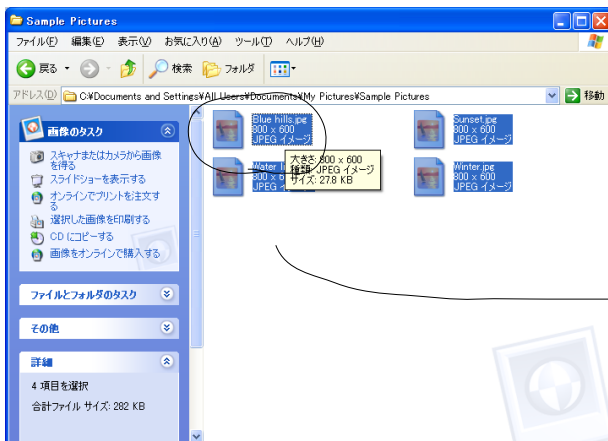 Sample Pictures
ファイル(F) 編集(E) 表示(V) お気に入り(A) ツール(T) ヘルプ(H)
戻る 検索 フォルダ
アドレス(D) C:¥Documents and Settings¥All Users¥Documents¥My Pictures¥Sample Pictures 移動
画像のタスク
スキャナまたはカメラから画像
を得る
スライドショーを表示する
オンラインでプリントを注文す
る
選択した画像を印刷する
CD にコピーする
画像をオンラインで購入する
ファイルとフォルダのタスク
その他
詳細
4 項目を選択
合計ファイル サイズ: 282 KB
Blue hills.jpg
800 x 600
JPEG イメージ
Sunset.jpg
800 x 600
JPEG イメージ
Water
800 x 6
JPEG イメージ
大きさ: 800 x 600
種類: JPEG イメージ
サイズ: 27.8 KB
Winter.jpg
800 x 600
JPEG イメージ